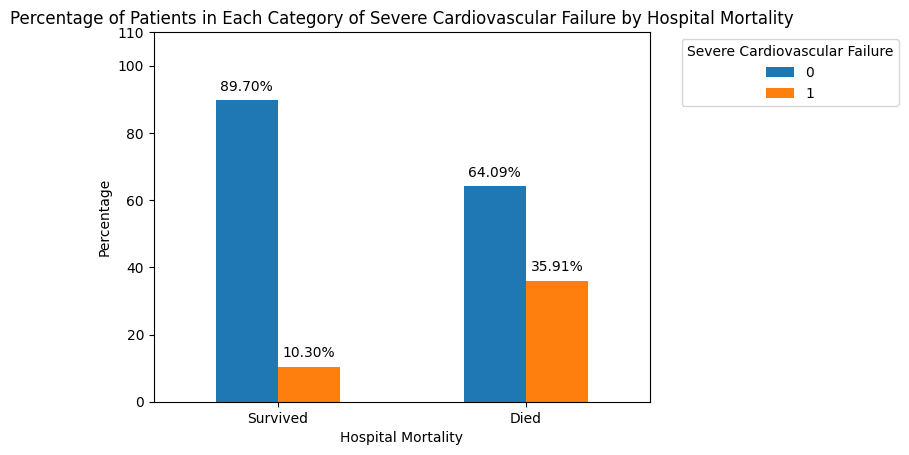 Percentage of Patients in Each Category of Severe Cardiovascular Failure by Hospital Mortality
110
100
80
60
40
20
0
Percentage
89.70%
10.30%
64.09%
35.91%
Survived
Died
Hospital Mortality
Severe Cardiovascular Failure
0
1